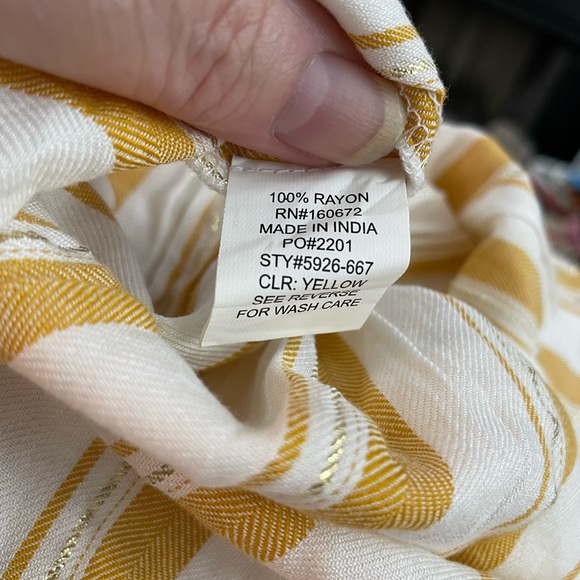 100% RAYON
RN#160672
MADE IN INDIA
PO#2201
STY#5926-667
CLR: YELLOW
SEE REVERSE
FOR WASH CARE